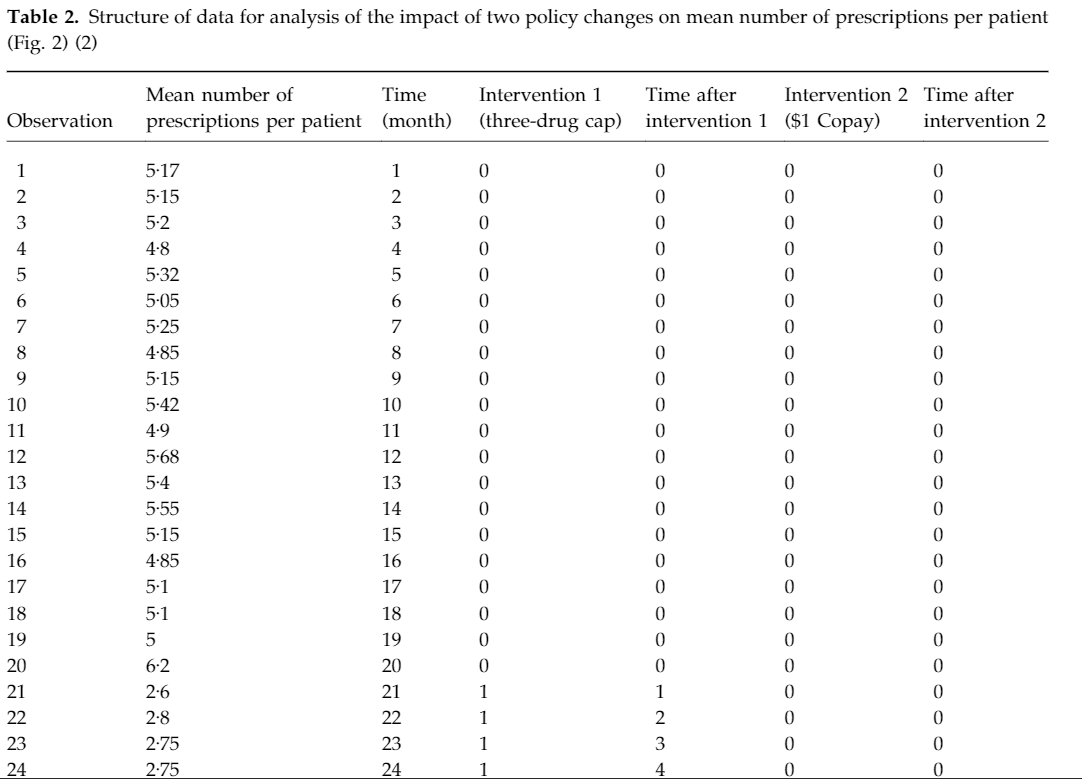 Table 2. Structure of data for analysis of the impact of two policy changes on mean number of prescriptions per patient
(Fig. 2) (2)
Mean number of Time Intervention 1 Time after Intervention 2 Time after
Observation prescriptions per patient (month) (three-drug cap) intervention 1 ($1 Copay) intervention 2
1 5·17 1 0 0 0 0
2 5·15 2 0 0 0 0
3 5·2 3 0 0 0 0
4 4·8 4 0 0 0 0
5 5·32 5 0 0 0 0
6 5·05 6 0 0 0 0
7 5·25 7 0 0 0 0
8 4·85 8 0 0 0 0
9 5·15 9 0 0 0 0
10 5·42 10 0 0 0 0
11 4·9 11 0 0 0 0
12 5·68 12 0 0 0 0
13 5·4 13 0 0 0 0
14 5·55 14 0 0 0 0
15 5·15 15 0 0 0 0
16 4·85 16 0 0 0 0
17 5·1 17 0 0 0 0
18 5·1 18 0 0 0 0
19 5 19 0 0 0 0
20 6·2 20 0 0 0 0
21 2·6 21 1 1 0 0
22 2·8 22 1 2 0 0
23 2·75 23 1 3 0 0
24 2·75 24 1 4 0 0